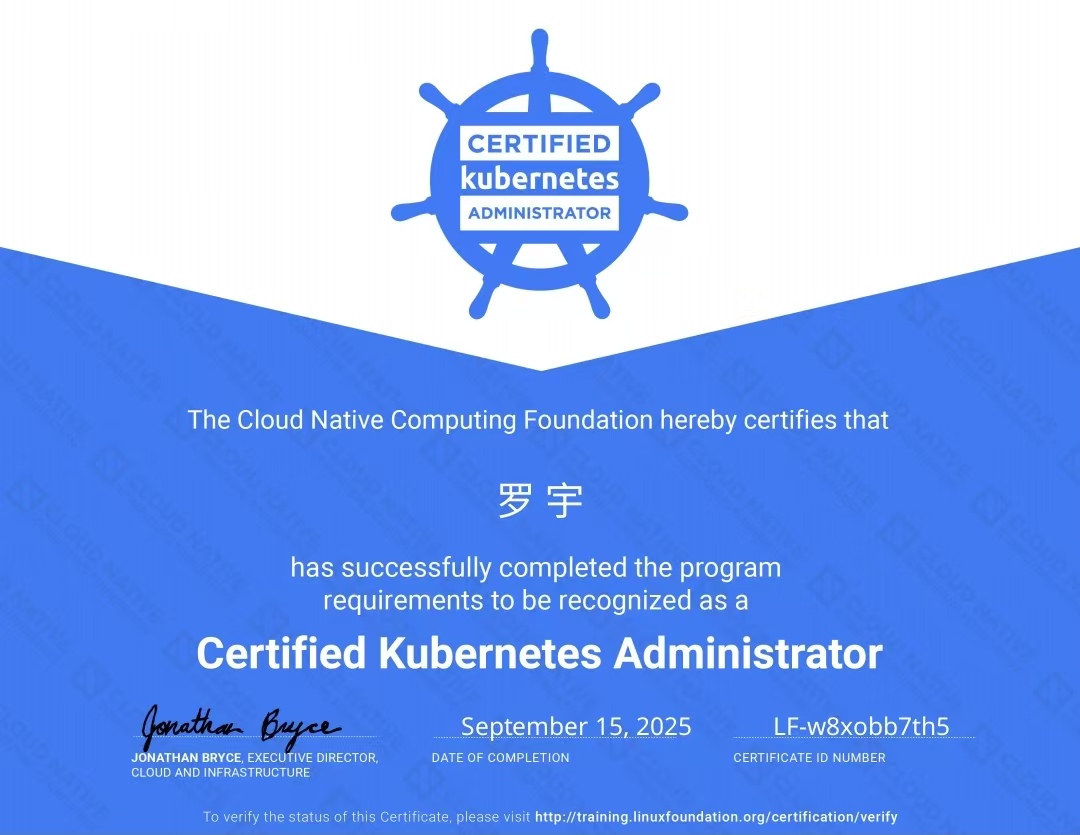 CERTIFIED
kubernetes
ADMINISTRATOR
The Cloud Native Computing Foundation hereby certifies that
罗 宇
has successfully completed the program
requirements to be recognized as a
Certified Kubernetes Administrator
Jonathan Bryce
September 15, 2025
LF-w8xobb7th5
JONATHAN BRYCE, EXECUTIVE DIRECTOR,
CLOUD AND INFRASTRUCTURE
DATE OF COMPLETION
CERTIFICATE ID NUMBER
To verify the status of this Certificate, please visit http://training.linuxfoundation.org/certification/verify